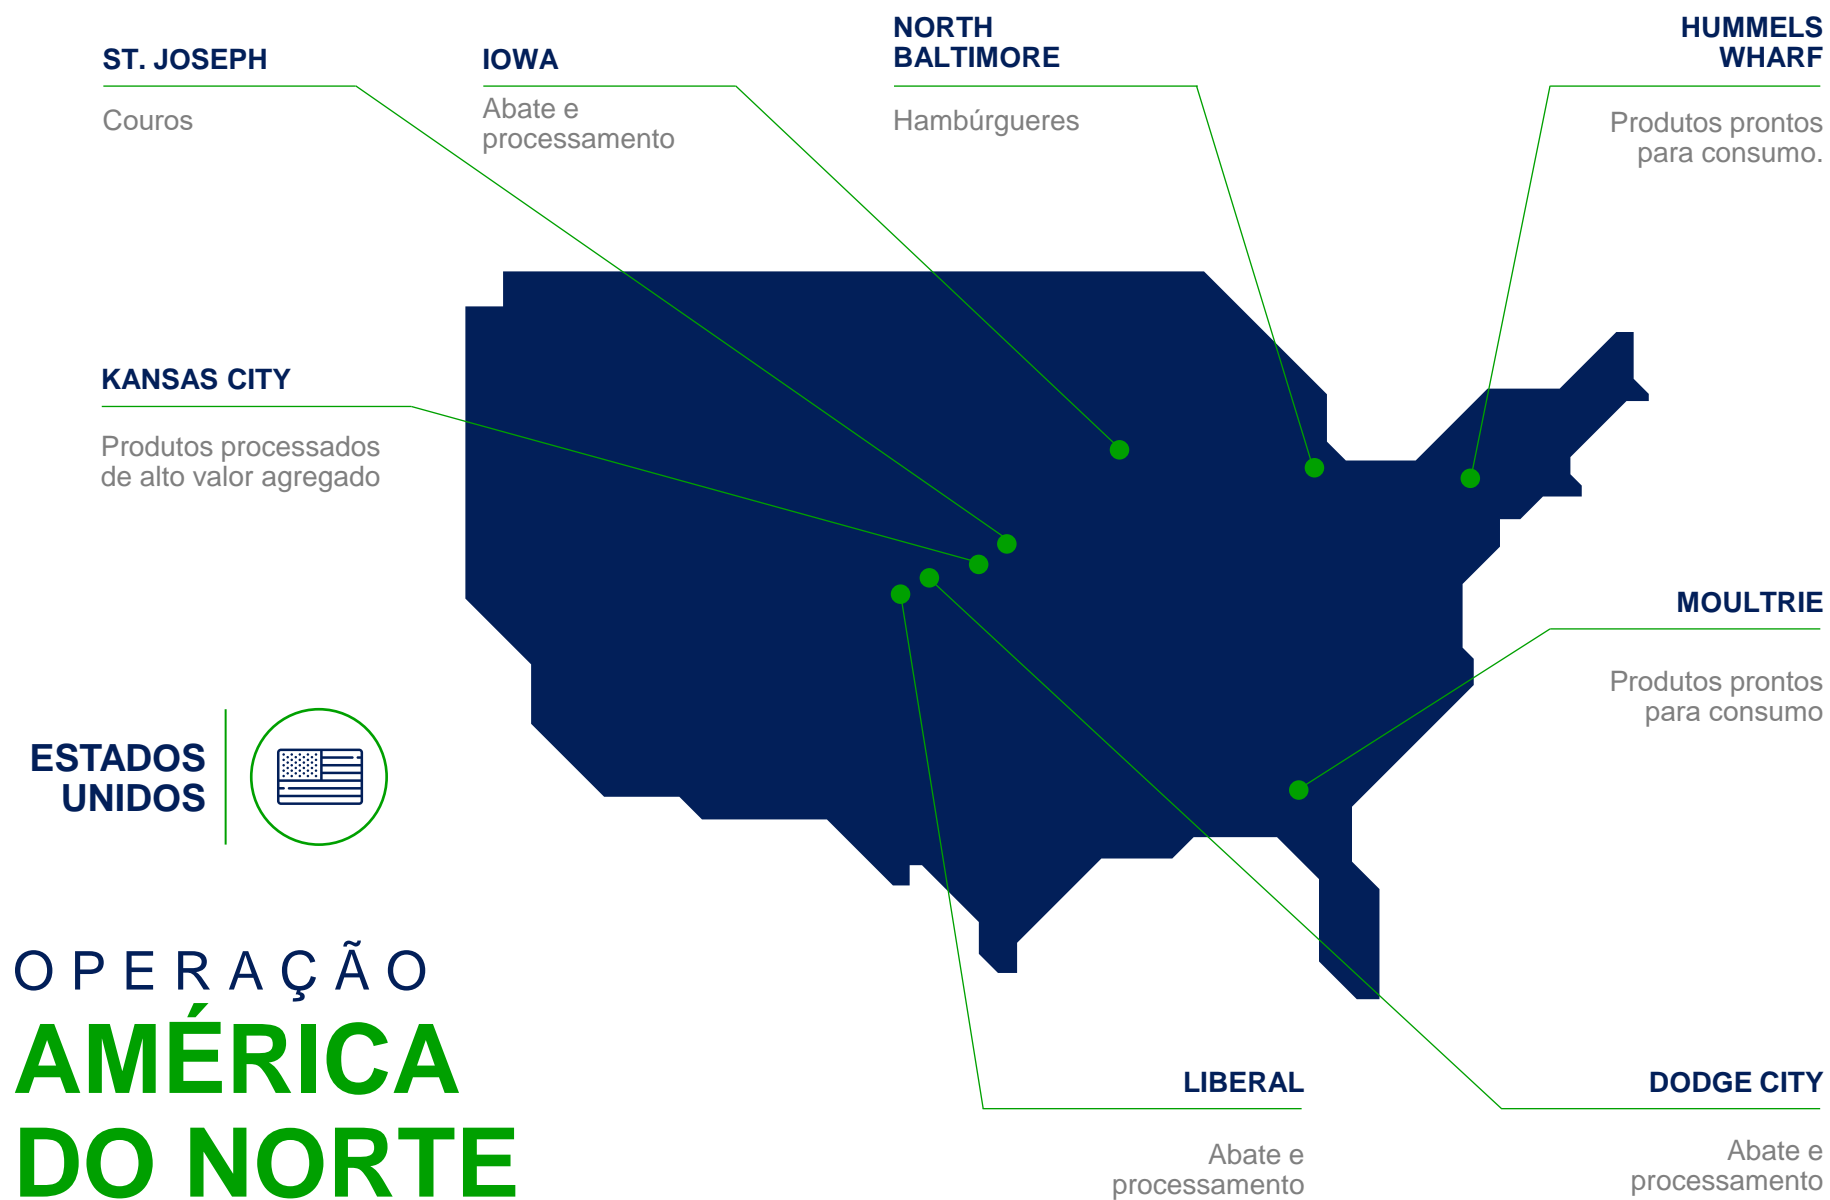 ST. JOSEPH
Couros
IOWA
Abate e
processamento
NORTH
BALTIMORE
Hambúrgueres
HUMMELS
WHARF
Produtos prontos
para consumo.
KANSAS CITY
Produtos processados
de alto valor agregado
MOULTRIE
Produtos prontos
para consumo
ESTADOS
UNIDOS
OPERAÇÃO
AMÉRICA
DO NORTE
LIBERAL
Abate e
processamento
DODGE CITY
Abate e
processamento